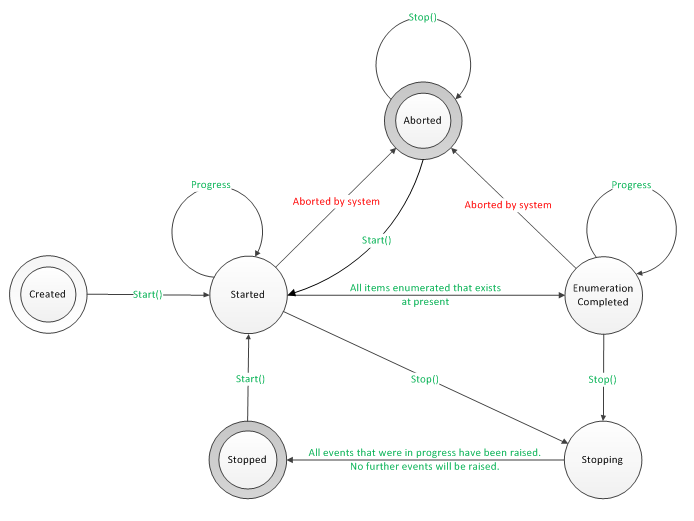 Stop()
Aborted
Progress
Aborted by system
Aborted by system
Progress
Start()
Created
Start()
Started
All items enumerated that exists
at present
Enumeration
Completed
Start()
Stop()
Stop()
Stopped
All events that were in progress have been raised.
No further events will be raised.
Stopping